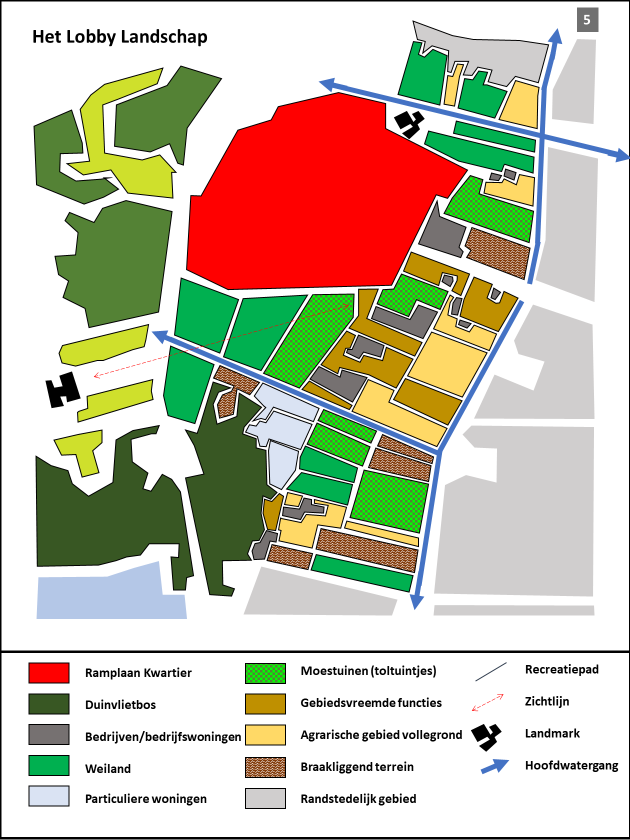 5
Het Lobby Landschap
Ramplaan Kwartier
Duinvlietbos
Bedrijven/bedrijfswoningen
Weiland
Particuliere woningen
Moestuinen (toltuintjes)
Gebiedsvreemde functies
Agrarische gebied vollegrond
Braakliggend terrein
Randstedelijk gebied
Recreatiepad
Zichtlijn
Landmark
Hoofdwatergang